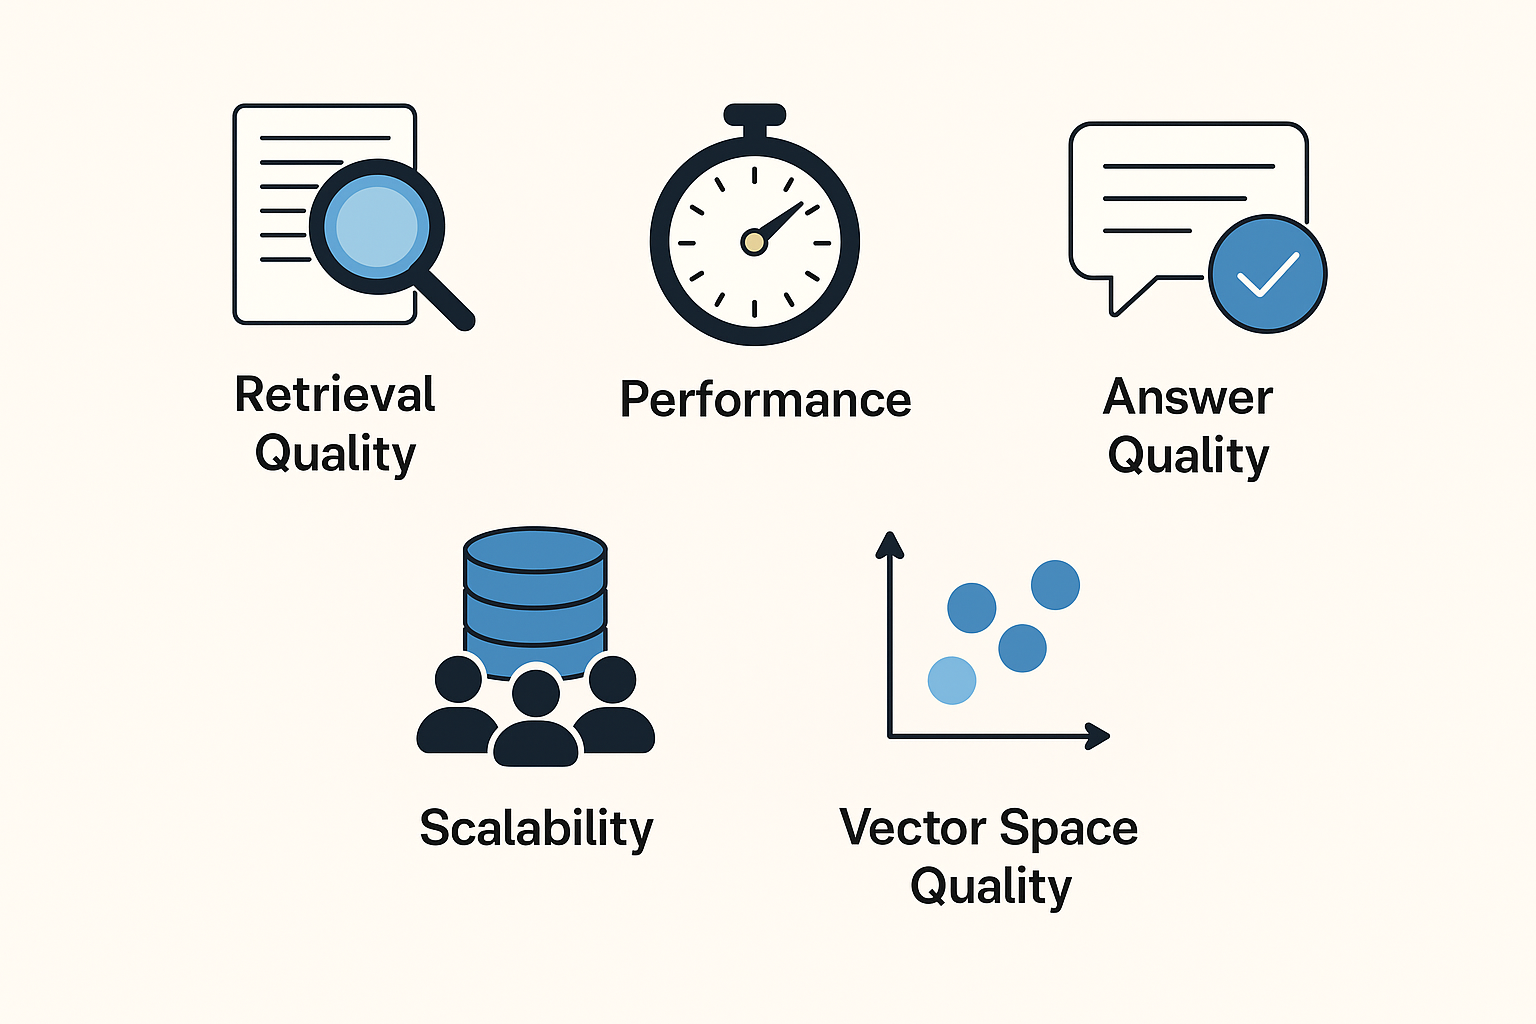 Retrieval
Quality
Performance
Answer
Quality
Scalability
Vector Space
Quality